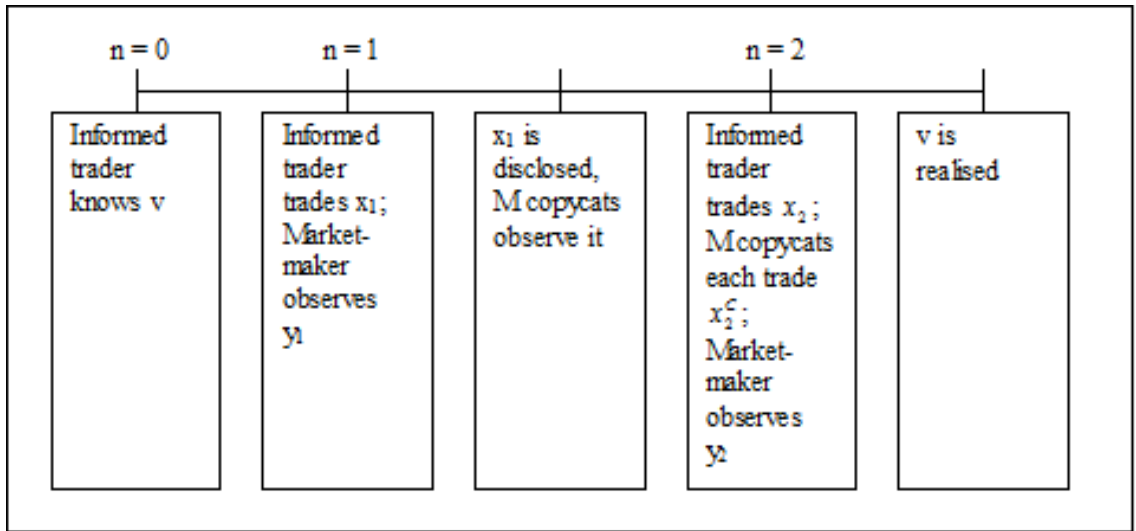 n = 0
n = 1
n = 2
Informed
trader
knows v
Informed
trader
trades x₁;
Market-
maker
observes
y₁
x₁ is
disclosed,
M copycats
observe it
Informed
trader
trades x₂;
M copycats
each trade
x₂ᶜ;
Market-
maker
observes
y₂
v is
realised